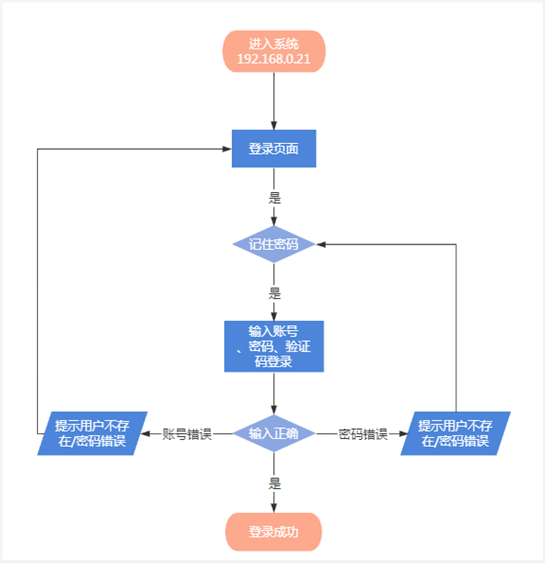 进入系统
192.168.0.21
登录页面
是
记住密码
是
输入账号
、密码、验证
码登录
提示用户不存
在/密码错误
账号错误
输入正确
密码错误
提示用户不存
在/密码错误
是
登录成功